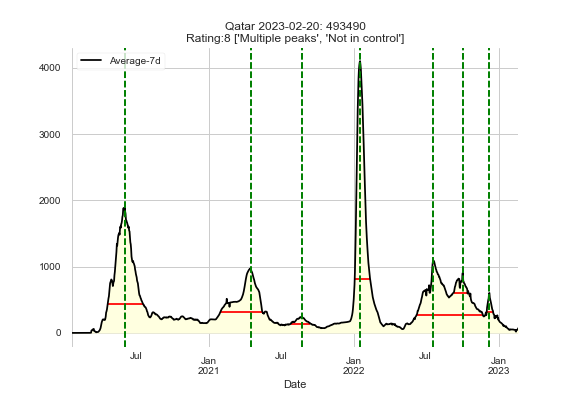 Qatar 2023-02-20: 493490
Rating:8 ['Multiple peaks', 'Not in control']
Average-7d
4000
3000
2000
1000
0
Jul
Jan
2021
Jul
Jan
2022
Jul
Jan
2023
Date